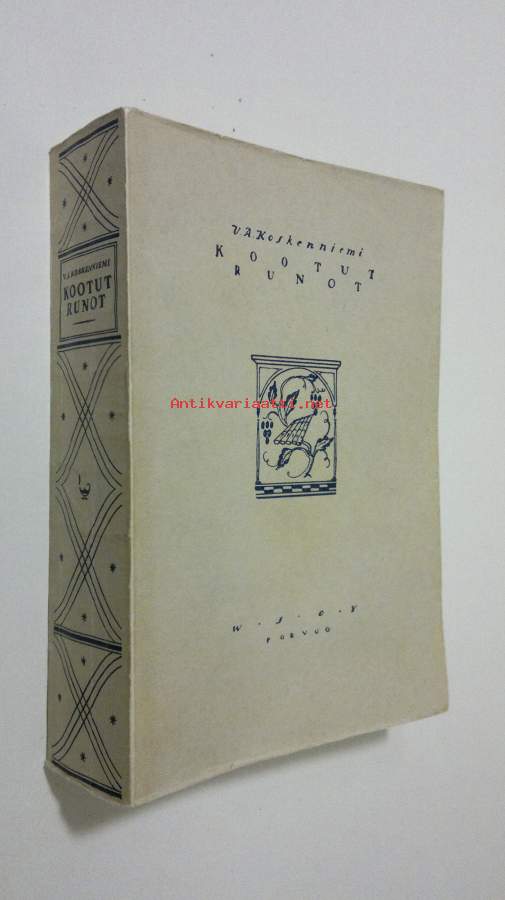 V.A.KOSKENNIEMI
KOOTUT
RUNOT
V.A.Koskenniemi
KOOTUT
RUNOT
Antikvariaatti.net
W.S.O.Y
PORVOO